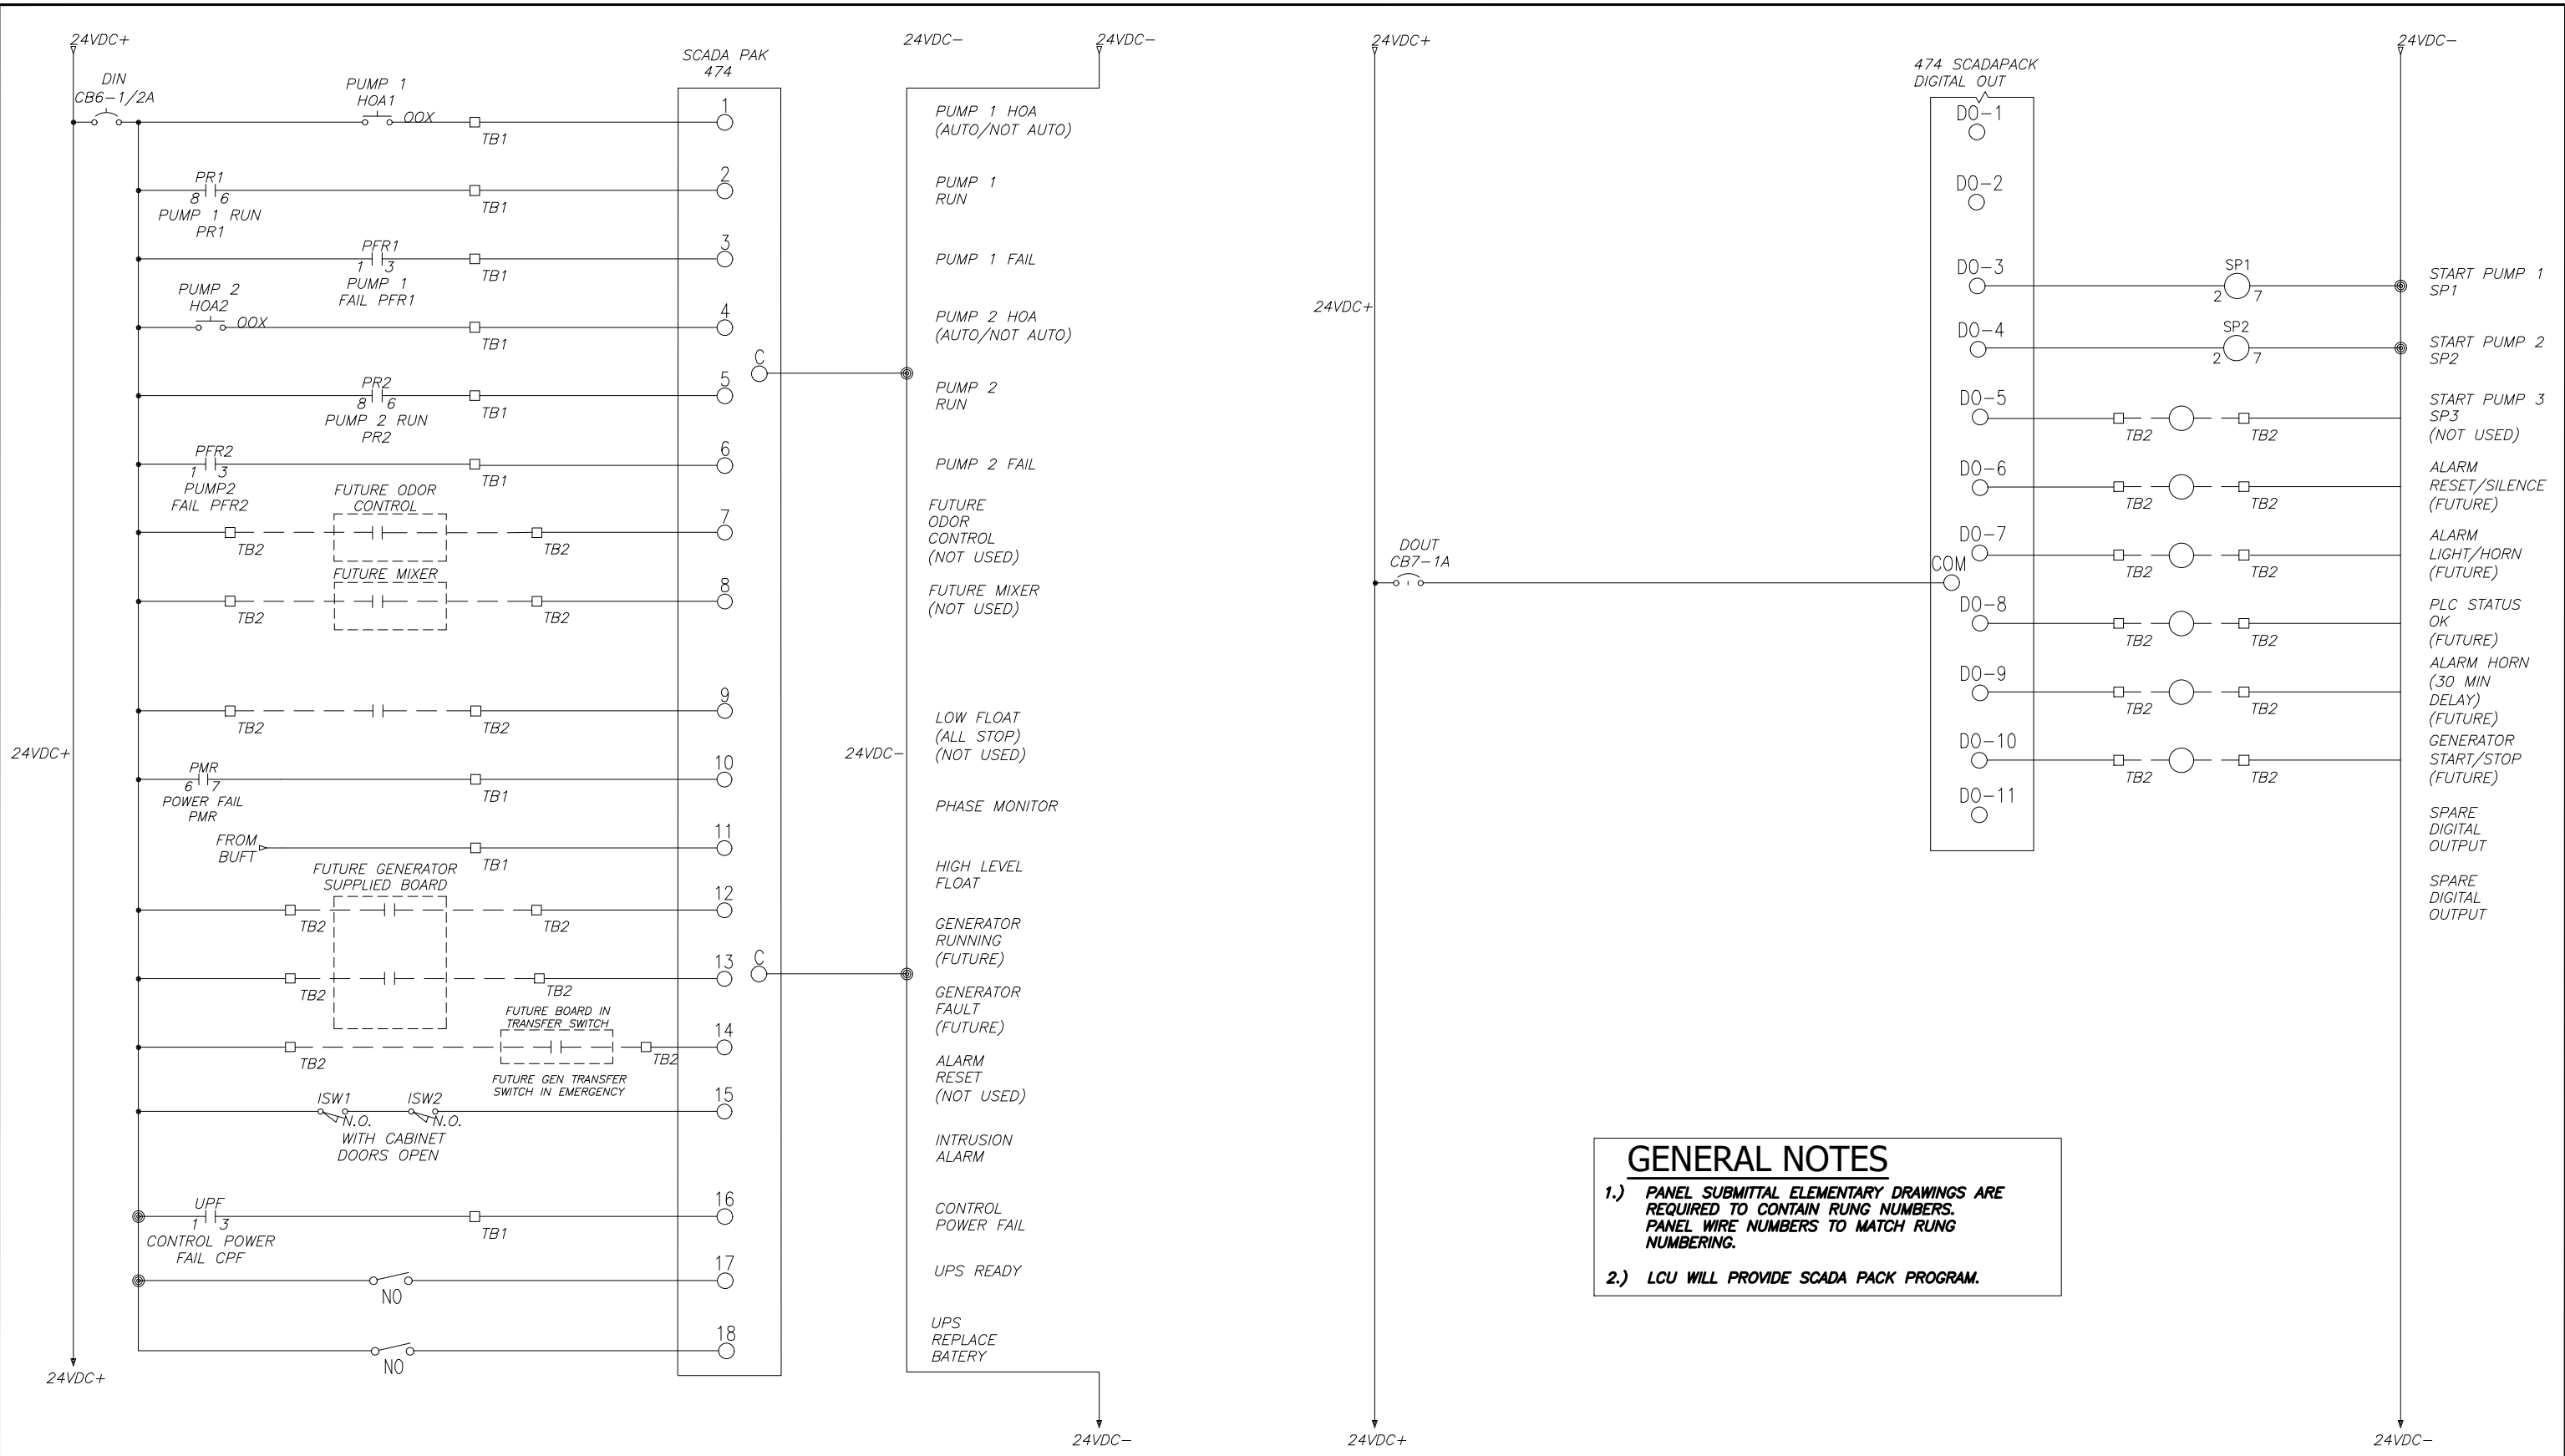 24VDC+
DIN
CB6-1/2A
PUMP 1
HOA1
OOX
TB1
SCADA PAK
474
1
24VDC-
24VDC-
PUMP 1 HOA
(AUTO/NOT AUTO)
PR1
8 6
PUMP 1 RUN
PR1
TB1
2
PUMP 1
RUN
PFR1
1 3
PUMP 1
FAIL PFR1
TB1
3
PUMP 1 FAIL
PUMP 2
HOA2
OOX
TB1
4
PUMP 2 HOA
(AUTO/NOT AUTO)
C
PR2
8 6
PUMP 2 RUN
PR2
TB1
5
PUMP 2
RUN
PFR2
1 3
PUMP2
FAIL PFR2
TB1
6
PUMP 2 FAIL
FUTURE ODOR
CONTROL
TB2
TB2
7
FUTURE
ODOR
CONTROL
(NOT USED)
FUTURE MIXER
TB2
TB2
8
FUTURE MIXER
(NOT USED)
TB2
TB2
9
LOW FLOAT
(ALL STOP)
(NOT USED)
24VDC+
24VDC-
PMR
6 7
POWER FAIL
PMR
TB1
10
PHASE MONITOR
FROM
BUFT
TB1
11
HIGH LEVEL
FLOAT
FUTURE GENERATOR
SUPPLIED BOARD
TB2
TB2
12
GENERATOR
RUNNING
(FUTURE)
TB2
TB2
13
C
GENERATOR
FAULT
(FUTURE)
FUTURE BOARD IN
TRANSFER SWITCH
TB2
TB2
14
FUTURE GEN TRANSFER
SWITCH IN EMERGENCY
ALARM
RESET
(NOT USED)
ISW1
N.O.
ISW2
N.O.
WITH CABINET
DOORS OPEN
15
INTRUSION
ALARM
UPF
1 3
CONTROL POWER
FAIL CPF
TB1
16
CONTROL
POWER FAIL
NO
17
UPS READY
NO
18
UPS
REPLACE
BATERY
24VDC+
24VDC-
24VDC+
24VDC-
474 SCADAPACK
DIGITAL OUT
DO-1
DO-2
DO-3
SP1
2 7
START PUMP 1
SP1
24VDC+
DO-4
SP2
2 7
START PUMP 2
SP2
DO-5
TB2
TB2
START PUMP 3
SP3
(NOT USED)
DO-6
TB2
TB2
ALARM
RESET/SILENCE
(FUTURE)
DO-7
TB2
TB2
ALARM
LIGHT/HORN
(FUTURE)
DOUT
CB7-1A
COM
DO-8
TB2
TB2
PLC STATUS
OK
(FUTURE)
DO-9
TB2
TB2
ALARM HORN
(30 MIN
DELAY)
(FUTURE)
DO-10
TB2
TB2
GENERATOR
START/STOP
(FUTURE)
DO-11
SPARE
DIGITAL
OUTPUT
SPARE
DIGITAL
OUTPUT
GENERAL NOTES
1.) PANEL SUBMITTAL ELEMENTARY DRAWINGS ARE
REQUIRED TO CONTAIN RUNG NUMBERS.
PANEL WIRE NUMBERS TO MATCH RUNG
NUMBERING.
2.) LCU WILL PROVIDE SCADA PACK PROGRAM.
24VDC+
24VDC-